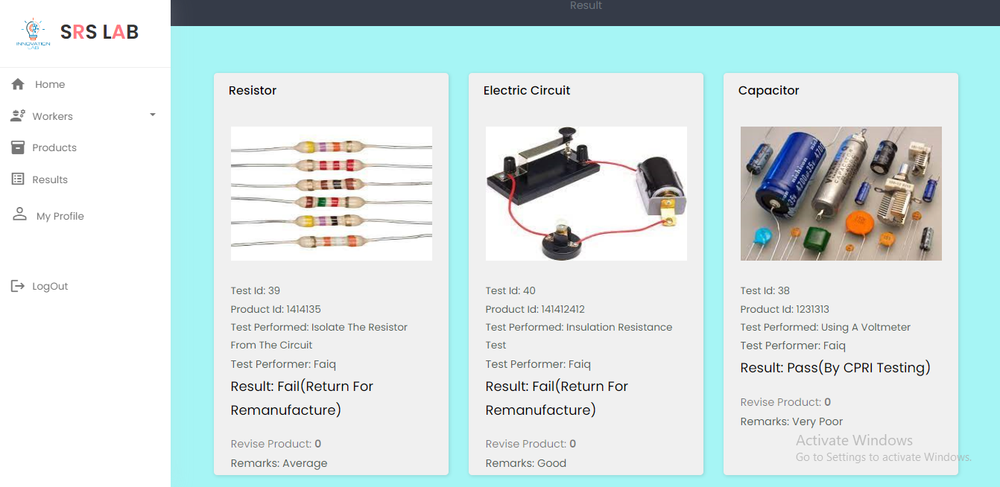 Result
INNOVATION
LAB
SRS LAB
Home
Workers
Products
Results
My Profile
LogOut
Resistor
Test Id: 39
Product Id: 1414135
Test Performed: Isolate The Resistor
From The Circuit
Test Performer: Faiq
Result: Fail(Return For
Remanufacture)
Revise Product: 0
Remarks: Average
Electric Circuit
Test Id: 40
Product Id: 141412412
Test Performed: Insulation Resistance
Test
Test Performer: Faiq
Result: Fail(Return For
Remanufacture)
Revise Product: 0
Remarks: Good
Capacitor
Test Id: 38
Product Id: 1231313
Test Performed: Using A Voltmeter
Test Performer: Faiq
Result: Pass(By CPRI Testing)
Revise Product: 0
Remarks: Very Poor
Activate Windows
Go to Settings to activate Windows.